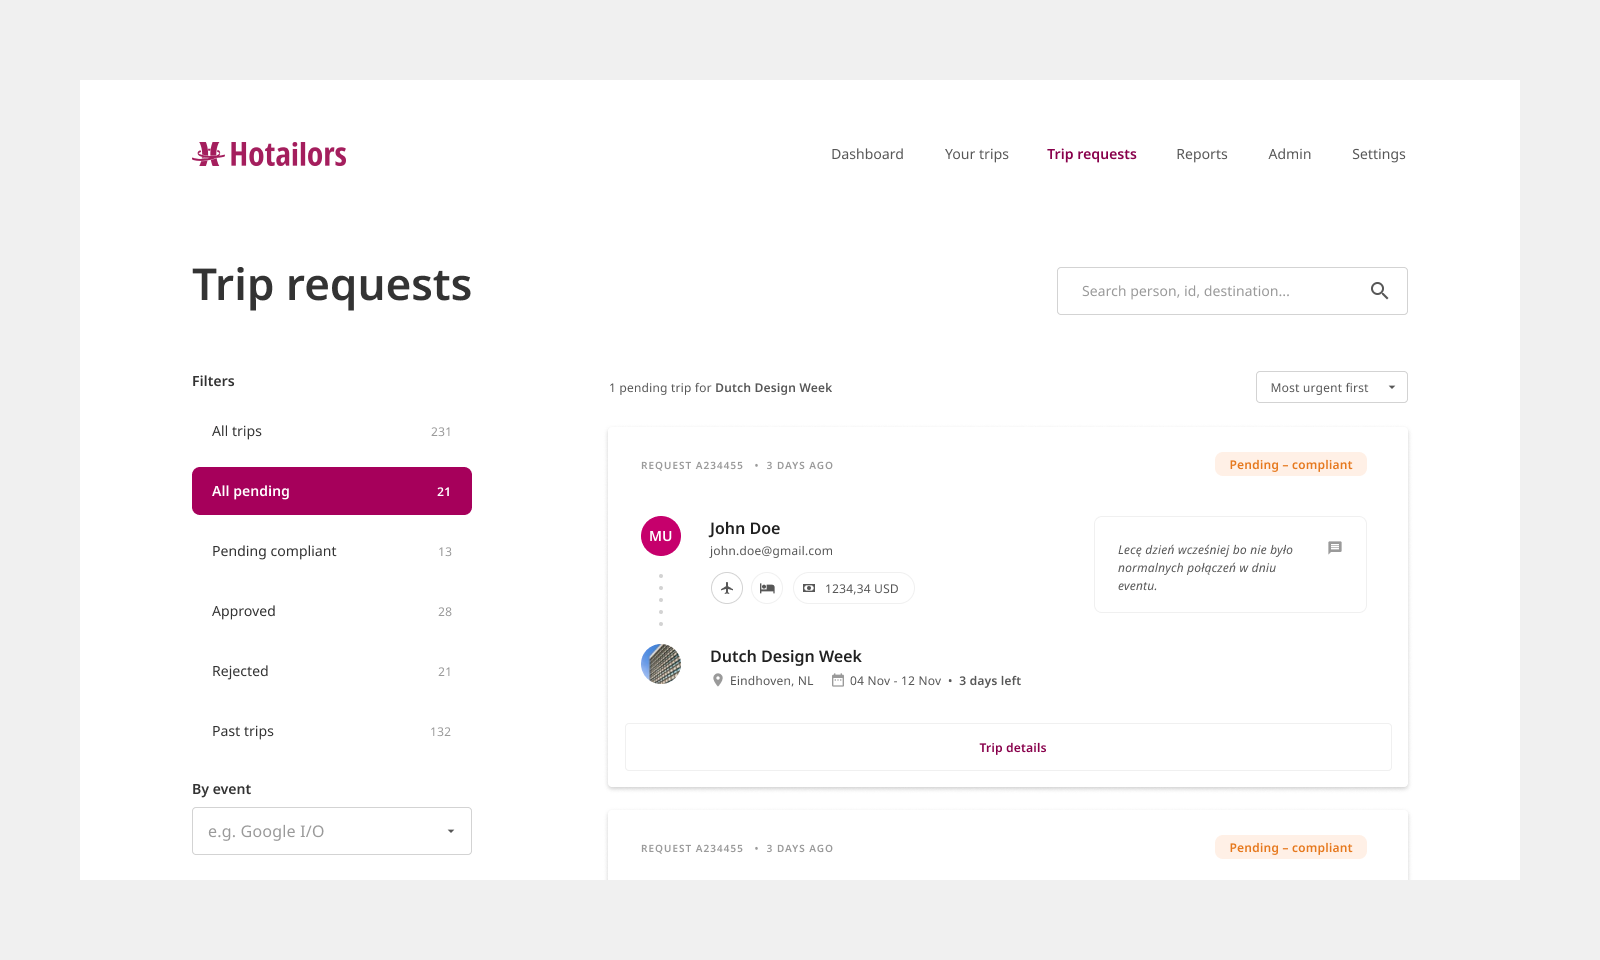 Hotailors
Dashboard
Your trips
Trip requests
Reports
Admin
Settings
Trip requests
Search person, id, destination...
Filters
All trips
231
All pending
21
Pending compliant
13
Approved
28
Rejected
21
Past trips
132
By event
e.g. Google I/O
1 pending trip for Dutch Design Week
Most urgent first
REQUEST A234455 • 3 DAYS AGO
Pending – compliant
MU
John Doe
john.doe@gmail.com
1234,34 USD
Lecę dzień wcześniej bo nie było
normalnych połączeń w dniu
eventu.
Dutch Design Week
Eindhoven, NL
04 Nov - 12 Nov • 3 days left
Trip details
REQUEST A234455 • 3 DAYS AGO
Pending – compliant